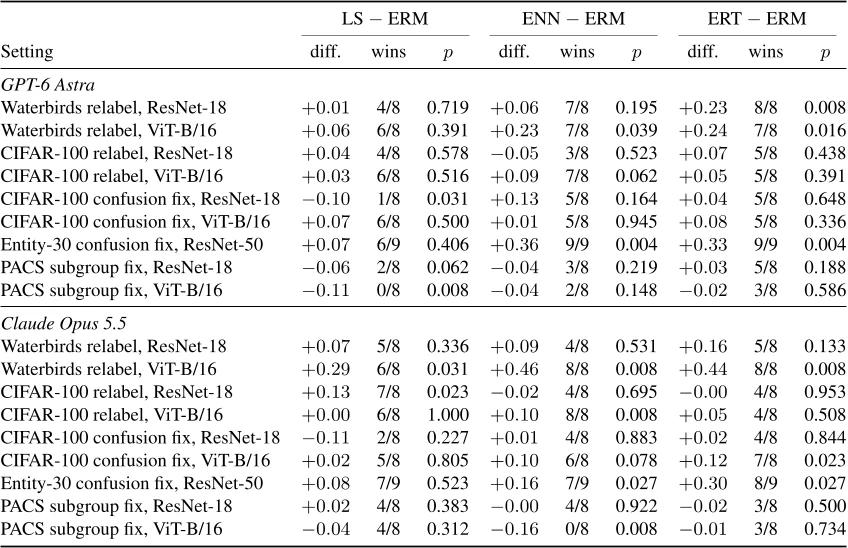 LS − ERM ENN − ERM ERT − ERM
Setting diff. wins p diff. wins p diff. wins p
GPT-6 Astra
Waterbirds relabel, ResNet-18 +0.01 4/8 0.719 +0.06 7/8 0.195 +0.23 8/8 0.008
Waterbirds relabel, ViT-B/16 +0.06 6/8 0.391 +0.23 7/8 0.039 +0.24 7/8 0.016
CIFAR-100 relabel, ResNet-18 +0.04 4/8 0.578 −0.05 3/8 0.523 +0.07 5/8 0.438
CIFAR-100 relabel, ViT-B/16 +0.03 6/8 0.516 +0.09 7/8 0.062 +0.05 5/8 0.391
CIFAR-100 confusion fix, ResNet-18 −0.10 1/8 0.031 +0.13 5/8 0.164 +0.04 5/8 0.648
CIFAR-100 confusion fix, ViT-B/16 +0.07 6/8 0.500 +0.01 5/8 0.945 +0.08 5/8 0.336
Entity-30 confusion fix, ResNet-50 +0.07 6/9 0.406 +0.36 9/9 0.004 +0.33 9/9 0.004
PACS subgroup fix, ResNet-18 −0.06 2/8 0.062 −0.04 3/8 0.219 +0.03 5/8 0.188
PACS subgroup fix, ViT-B/16 −0.11 0/8 0.008 −0.04 2/8 0.148 −0.02 3/8 0.586
Claude Opus 5.5
Waterbirds relabel, ResNet-18 +0.07 5/8 0.336 +0.09 4/8 0.531 +0.16 5/8 0.133
Waterbirds relabel, ViT-B/16 +0.29 6/8 0.031 +0.46 8/8 0.008 +0.44 8/8 0.008
CIFAR-100 relabel, ResNet-18 +0.13 7/8 0.023 −0.02 4/8 0.695 −0.00 4/8 0.953
CIFAR-100 relabel, ViT-B/16 +0.00 6/8 1.000 +0.10 8/8 0.008 +0.05 4/8 0.508
CIFAR-100 confusion fix, ResNet-18 −0.11 2/8 0.227 +0.01 4/8 0.883 +0.02 4/8 0.844
CIFAR-100 confusion fix, ViT-B/16 +0.02 5/8 0.805 +0.10 6/8 0.078 +0.12 7/8 0.023
Entity-30 confusion fix, ResNet-50 +0.08 7/9 0.523 +0.16 7/9 0.027 +0.30 8/9 0.027
PACS subgroup fix, ResNet-18 +0.02 4/8 0.383 −0.00 4/8 0.922 −0.02 3/8 0.500
PACS subgroup fix, ViT-B/16 −0.04 4/8 0.312 −0.16 0/8 0.008 −0.01 3/8 0.734